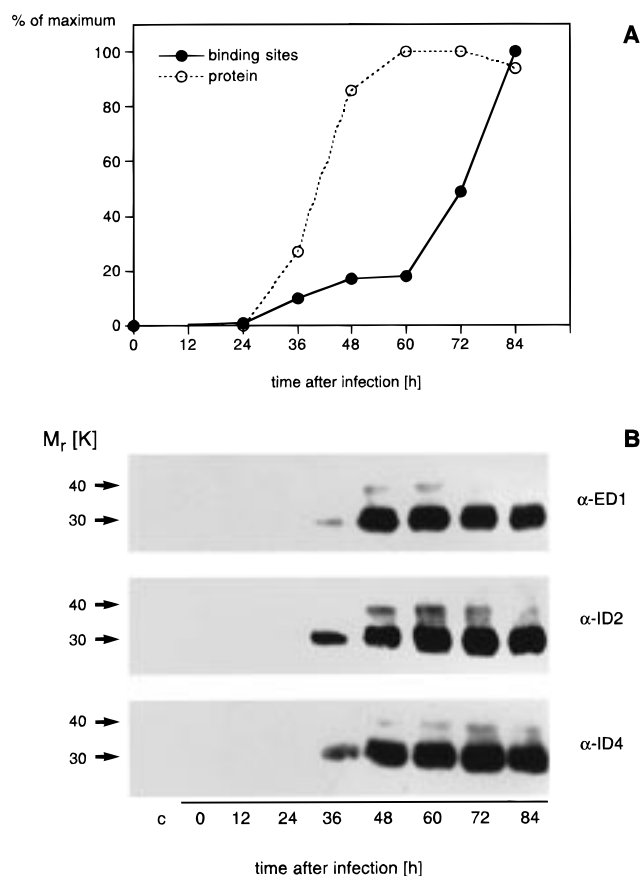 % of maximum
A
binding sites
protein
100
80
60
40
20
0
0 12 24 36 48 60 72 84
time after infection [h]
Mr [K]
B
40
30
α-ED1
40
30
α-ID2
40
30
α-ID4
c 0 12 24 36 48 60 72 84
time after infection [h]